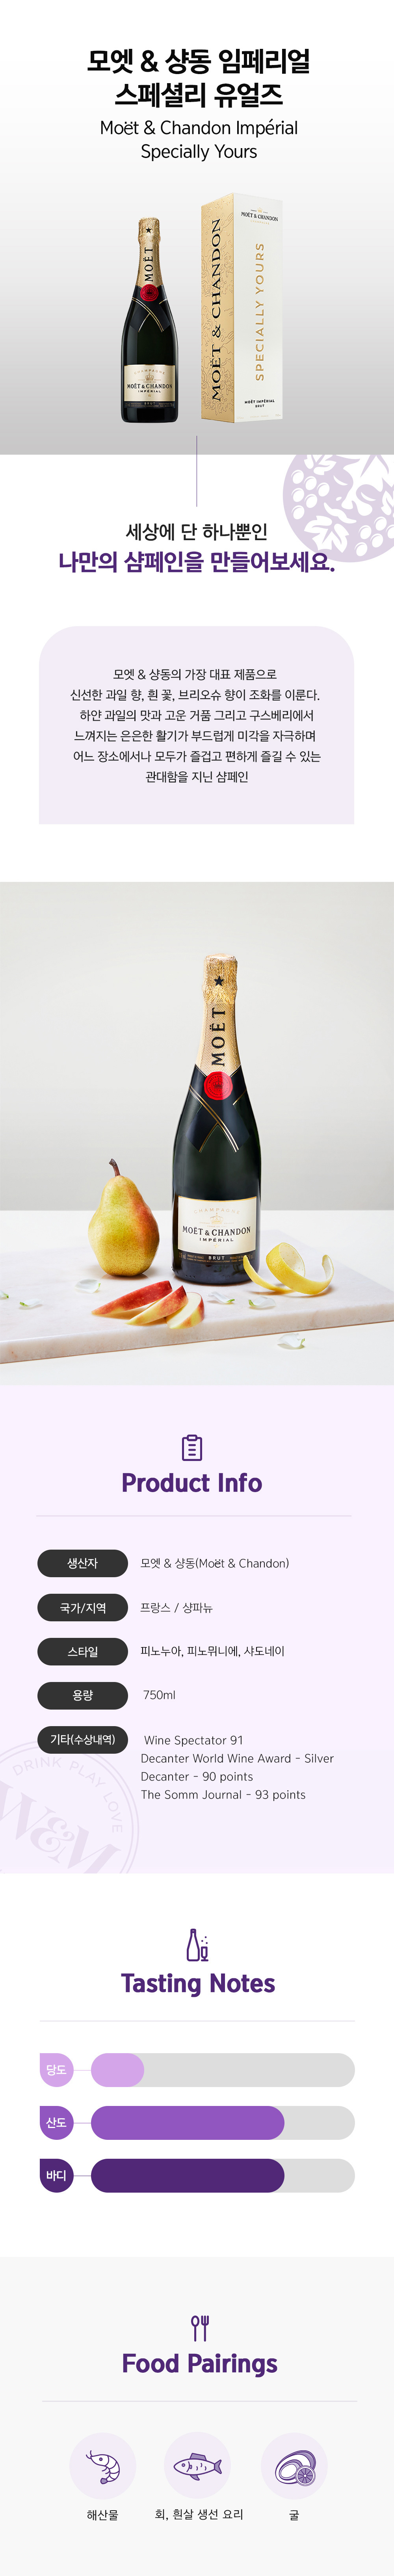 모엣 & 샹동 임페리얼
스페셜리 유얼즈
Moët & Chandon Impérial
Specially Yours
MOËT
MOËT & CHANDON
IMPÉRIAL
MOËT & CHANDON
MOËT & CHANDON
SPECIALLY YOURS
MOËT IMPÉRIAL
BRUT
세상에 단 하나뿐인
나만의 샴페인을 만들어보세요.
모엣 & 샹동의 가장 대표 제품으로
신선한 과일 향, 흰 꽃, 브리오슈 향이 조화를 이룬다.
하얀 과일의 맛과 고운 거품 그리고 구스베리에서
느껴지는 은은한 활기가 부드럽게 미각을 자극하며
어느 장소에서나 모두가 즐겁고 편하게 즐길 수 있는
관대함을 지닌 샴페인
MOËT
CHAMPAGNE
MOËT & CHANDON
IMPÉRIAL
BRUT
Product Info
생산자
모엣 & 샹동(Moët & Chandon)
국가/지역
프랑스 / 샹파뉴
스타일
피노누아, 피노뮈니에, 샤도네이
용량
750ml
기타(수상내역)
Wine Spectator 91
Decanter World Wine Award - Silver
Decanter - 90 points
The Somm Journal - 93 points
DRINK PLAY LOVE
W&M
Tasting Notes
당도
산도
바디
Food Pairings
해산물
회, 흰살 생선 요리
굴